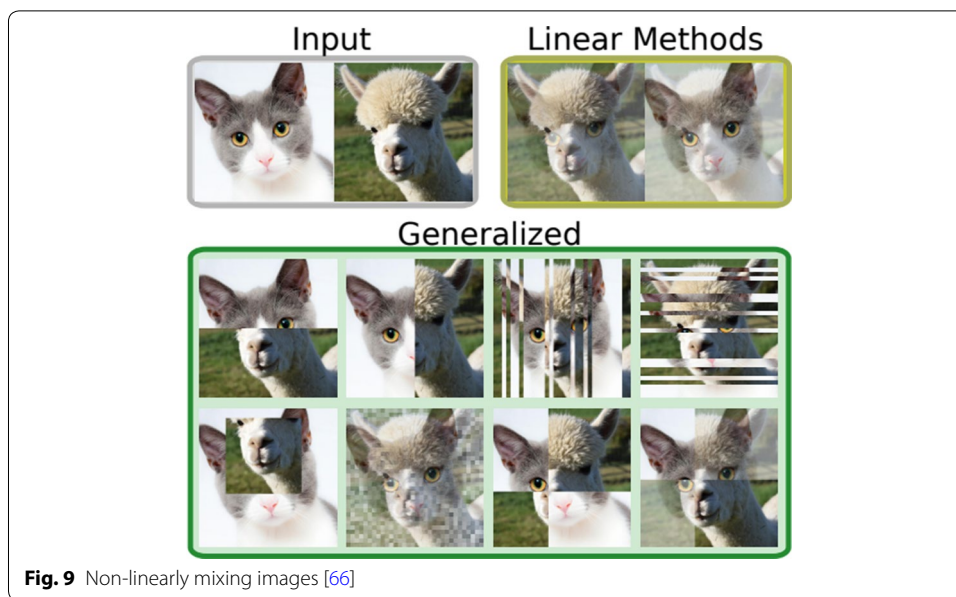 Input
Linear Methods
Generalized
Fig. 9 Non-linearly mixing images [66]